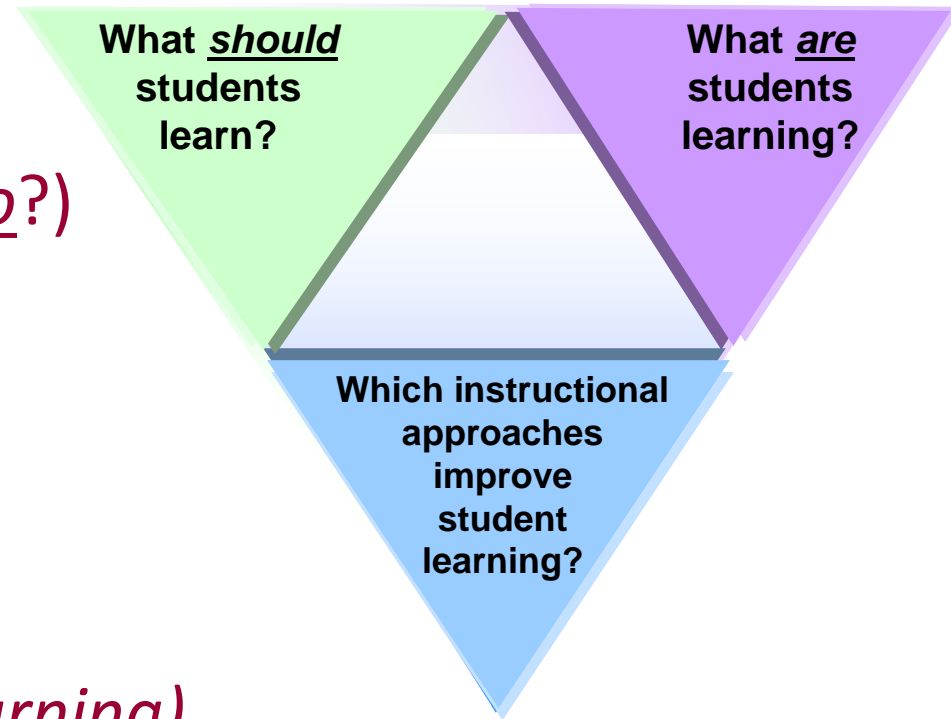 What should
students
learn?
What are
students
learning?
?)
Which instructional
approaches
improve
student
learning?